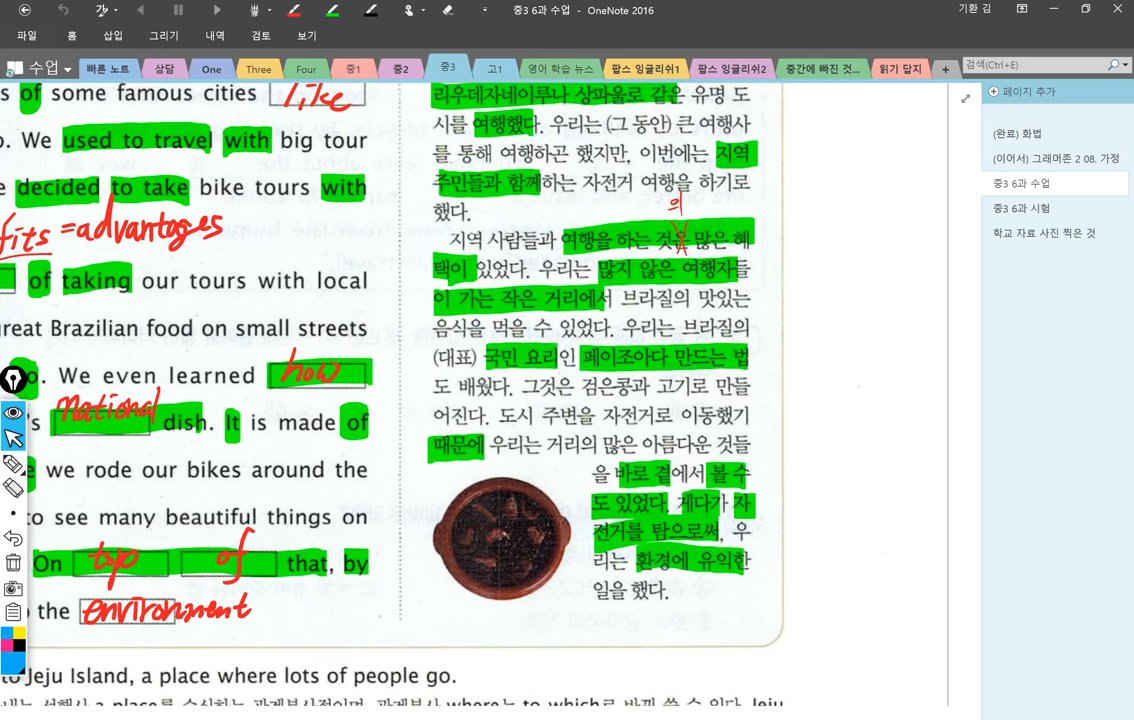 중3 6과 수업 - OneNote 2016
기환 김
파일 홈 삽입 그리기 내역 검토 보기
수업 빠른 노트 상담 One Three Four 중1 중2 중3 고1 영어 학습 뉴스 팝스 잉글리쉬1 팝스 잉글리쉬2 중간에 빠진 것... 읽기 답지 +
검색(Ctrl+E)
페이지 추가
(완료) 화법
(이어서) 그래머존 2 08. 가정
중3 6과 수업
중3 6과 시험
학교 자료 사진 찍은 것
s of some famous cities like
o. We used to travel with big tour
e decided to take bike tours with
fits = advantages
of taking our tours with local
great Brazilian food on small streets
o. We even learned how
's national dish. It is made of
e we rode our bikes around the
to see many beautiful things on
On top of that, by
the environment
리우데자네이루나 상파울로 같은 유명 도
시를 여행했다. 우리는 (그 동안) 큰 여행사
를 통해 여행하곤 했지만, 이번에는 지역
주민들과 함께하는 자전거 여행을 하기로
했다.
의
지역 사람들과 여행을 하는 것은 많은 혜
택이 있었다. 우리는 많지 않은 여행자들
이 가는 작은 거리에서 브라질의 맛있는
음식을 먹을 수 있었다. 우리는 브라질의
(대표) 국민 요리인 페이조아다 만드는 법
도 배웠다. 그것은 검은콩과 고기로 만들
어진다. 도시 주변을 자전거로 이동했기
때문에 우리는 거리의 많은 아름다운 것들
을 바로 곁에서 볼 수
도 있었다. 게다가 자
전거를 탐으로써, 우
리는 환경에 유익한
일을 했다.
to Jeju Island, a place where lots of people go.